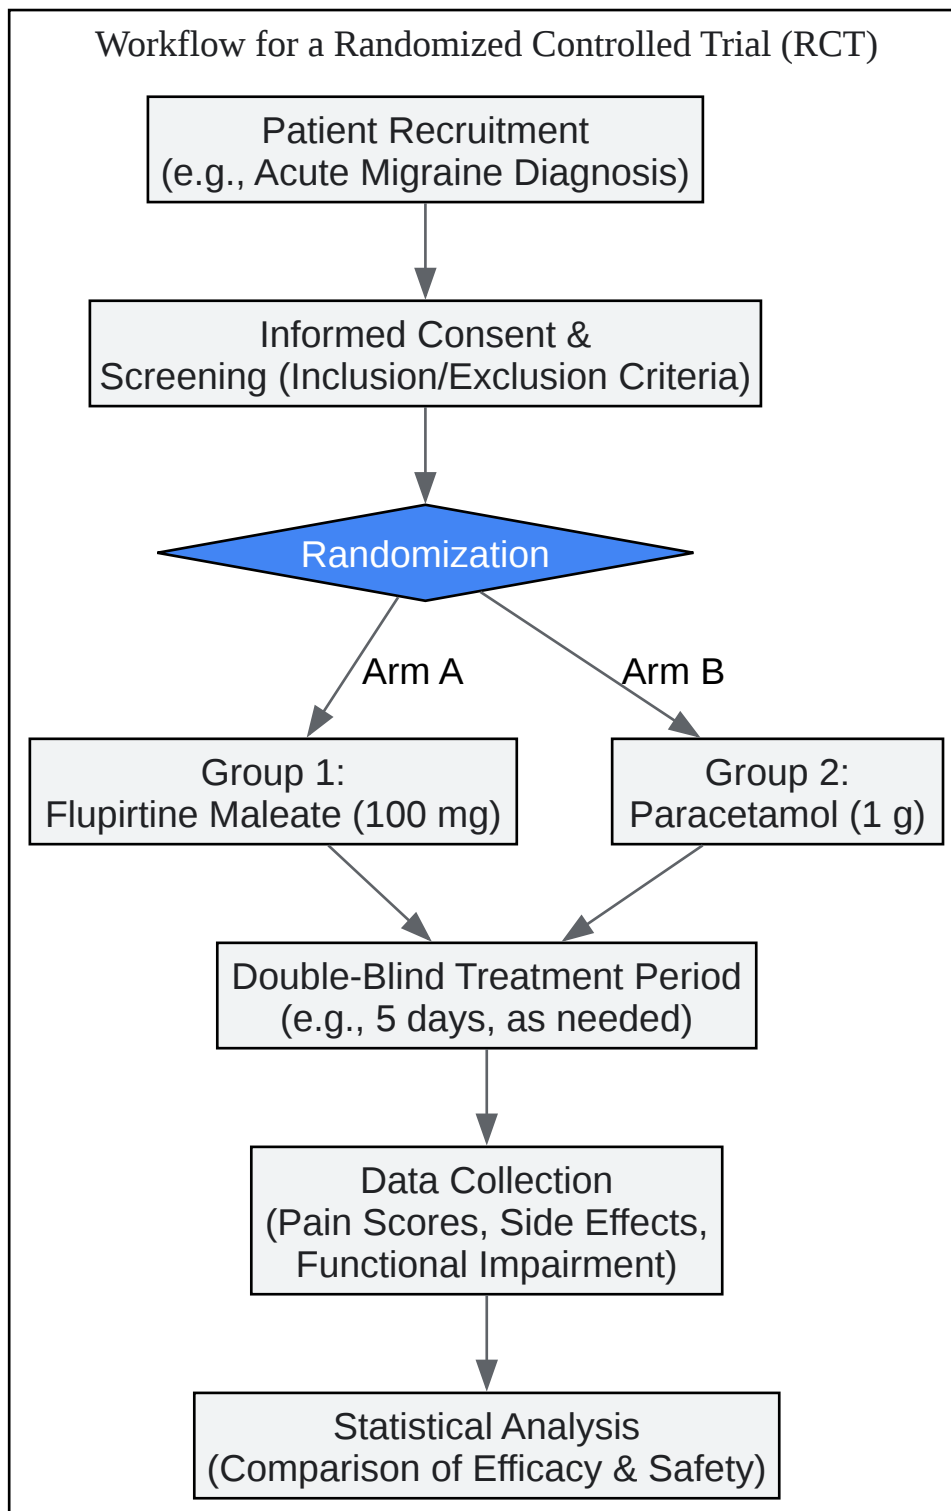 Workflow for a Randomized Controlled Trial (RCT)
Patient Recruitment
(e.g., Acute Migraine Diagnosis)
Informed Consent &
Screening (Inclusion/Exclusion Criteria)
Randomization
Arm A
Arm B
Group 1:
Flupirtine Maleate (100 mg)
Group 2:
Paracetamol (1 g)
Double-Blind Treatment Period
(e.g., 5 days, as needed)
Data Collection
(Pain Scores, Side Effects,
Functional Impairment)
Statistical Analysis
(Comparison of Efficacy & Safety)